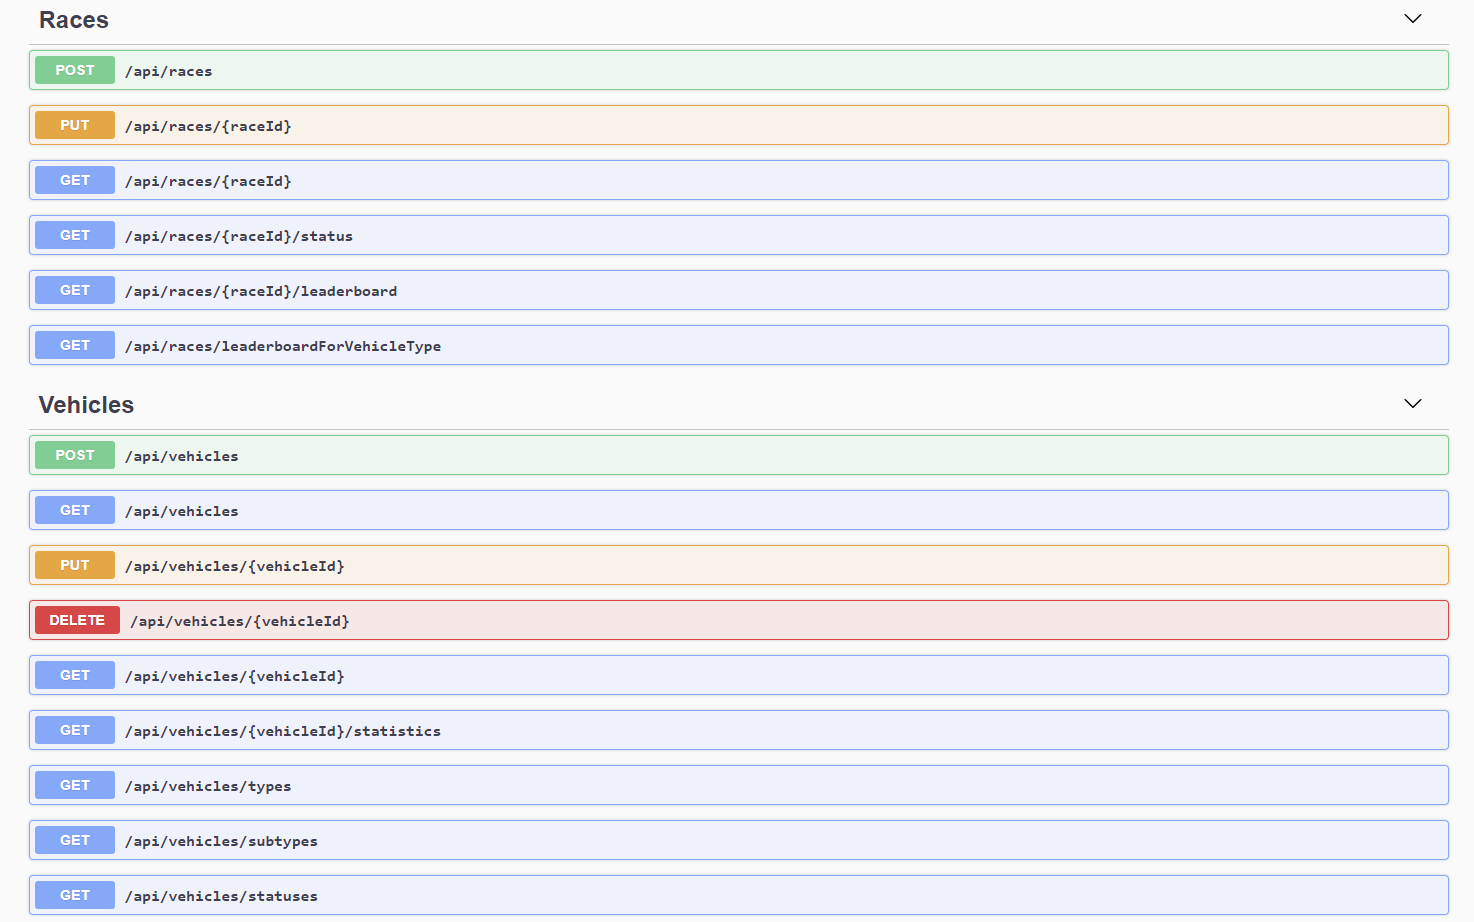 Races
POST /api/races
PUT /api/races/{raceId}
GET /api/races/{raceId}
GET /api/races/{raceId}/status
GET /api/races/{raceId}/leaderboard
GET /api/races/leaderboardForVehicleType
Vehicles
POST /api/vehicles
GET /api/vehicles
PUT /api/vehicles/{vehicleId}
DELETE /api/vehicles/{vehicleId}
GET /api/vehicles/{vehicleId}
GET /api/vehicles/{vehicleId}/statistics
GET /api/vehicles/types
GET /api/vehicles/subtypes
GET /api/vehicles/statuses